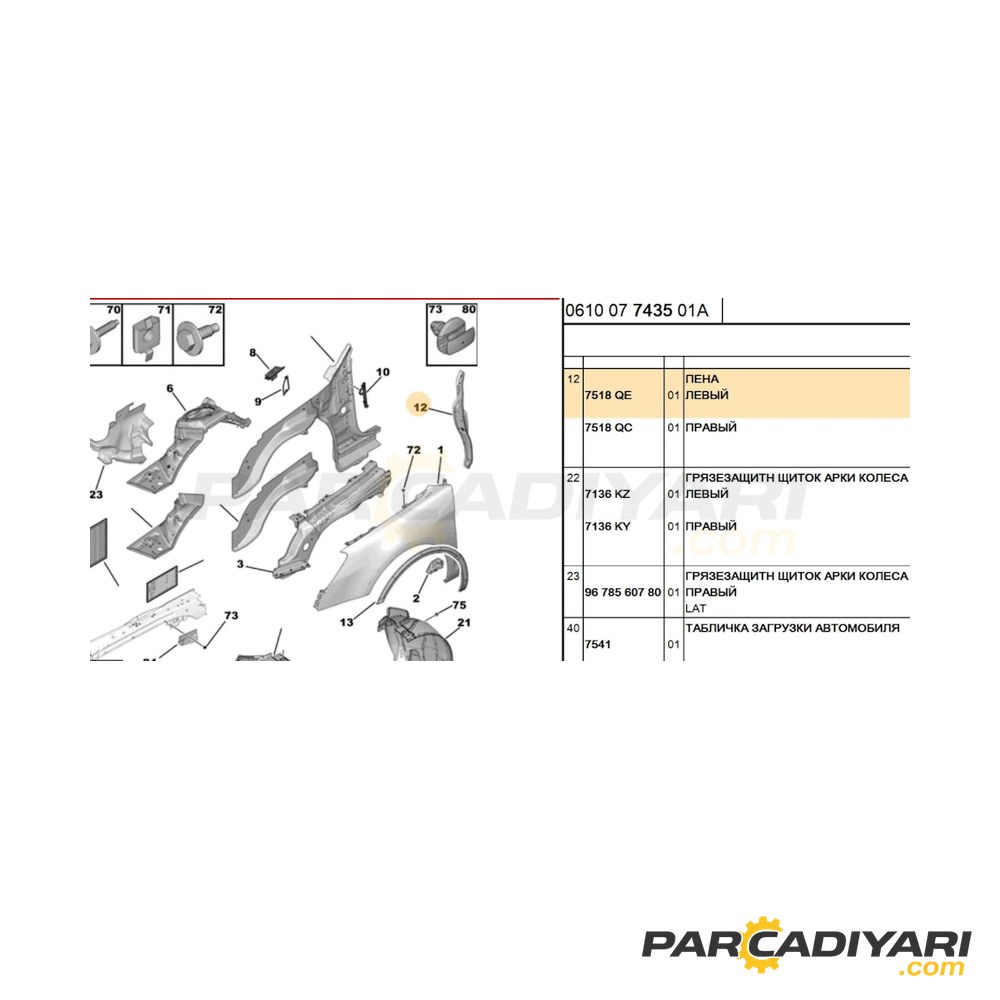 70
71
72
73 80
8
9
10
12
6
72 1
23
3
2
13
75
21
73
0610 07 7435 01A
12 ПЕНА
7518 QE 01 ЛЕВЫЙ
7518 QC 01 ПРАВЫЙ
22 ГРЯЗЕЗАЩИТН ЩИТОК АРКИ КОЛЕСА
7136 KZ 01 ЛЕВЫЙ
7136 KY 01 ПРАВЫЙ
23 ГРЯЗЕЗАЩИТН ЩИТОК АРКИ КОЛЕСА
96 785 607 80 01 ПРАВЫЙ
LAT
40 ТАБЛИЧКА ЗАГРУЗКИ АВТОМОБИЛЯ
7541 01
PARCADIYARI
.com
PARCADIYARI
.com